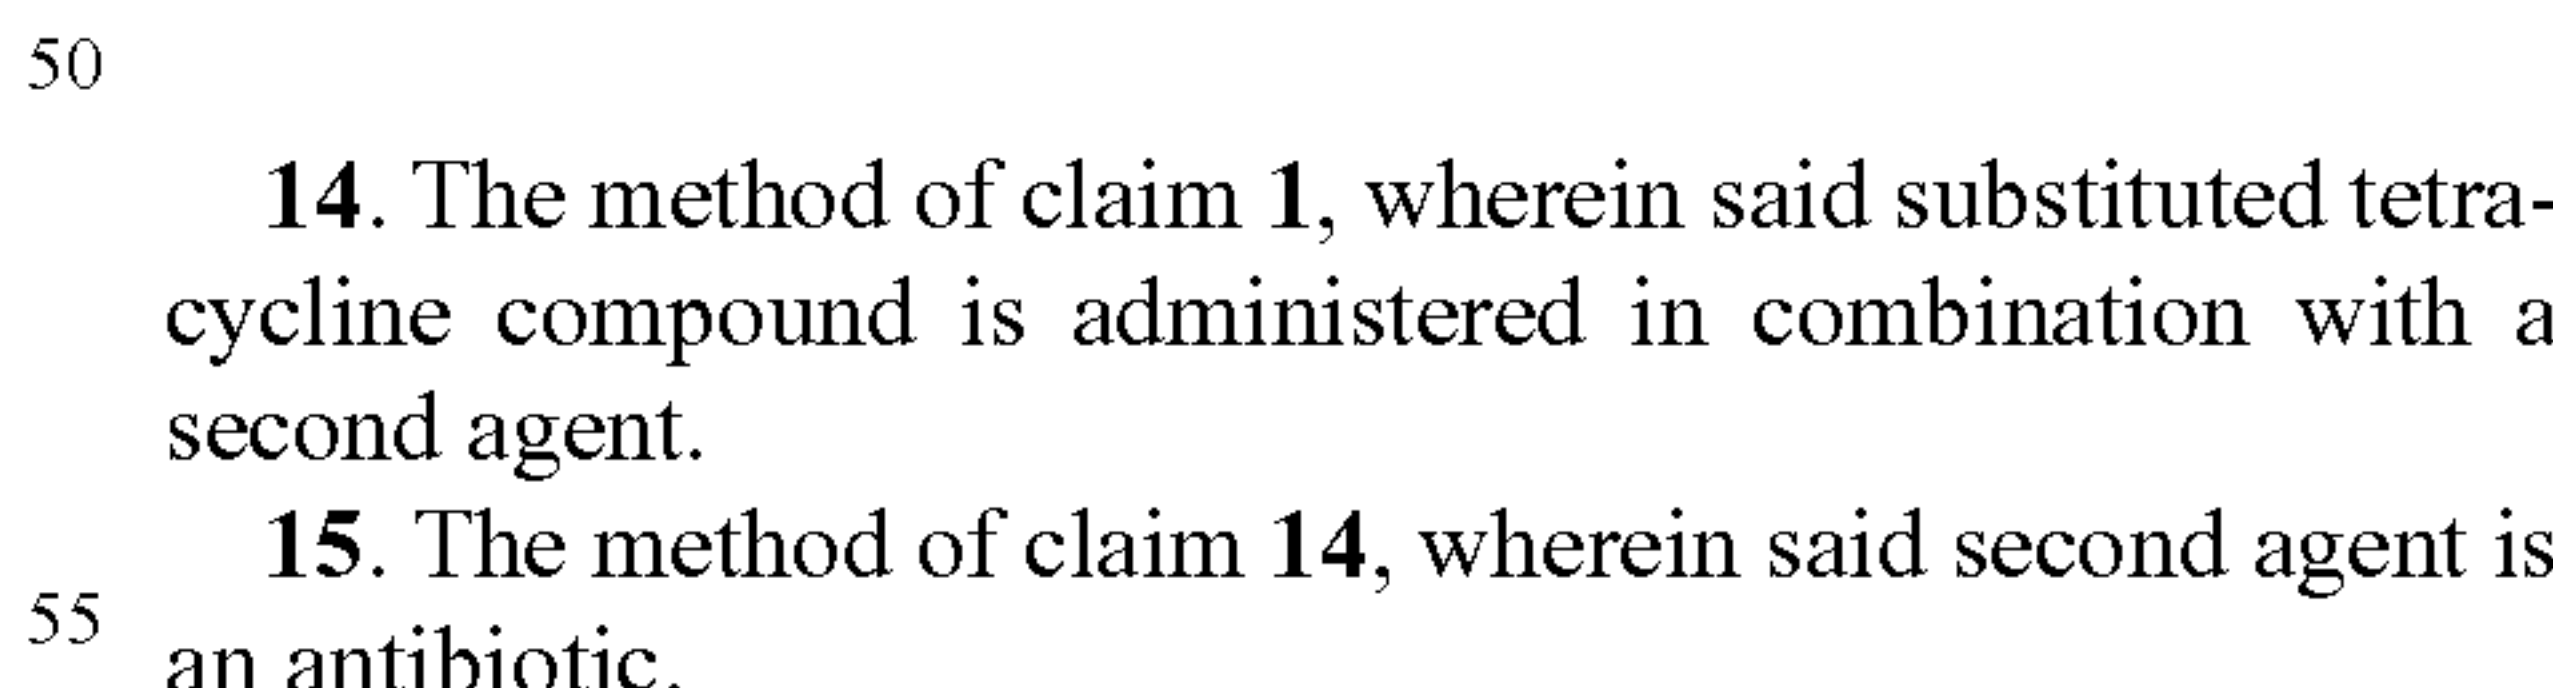 50
14. The method of claim 1, wherein said substituted tetra-
cycline compound is administered in combination with a
second agent.
15. The method of claim 14, wherein said second agent is
55
an antibiotic.